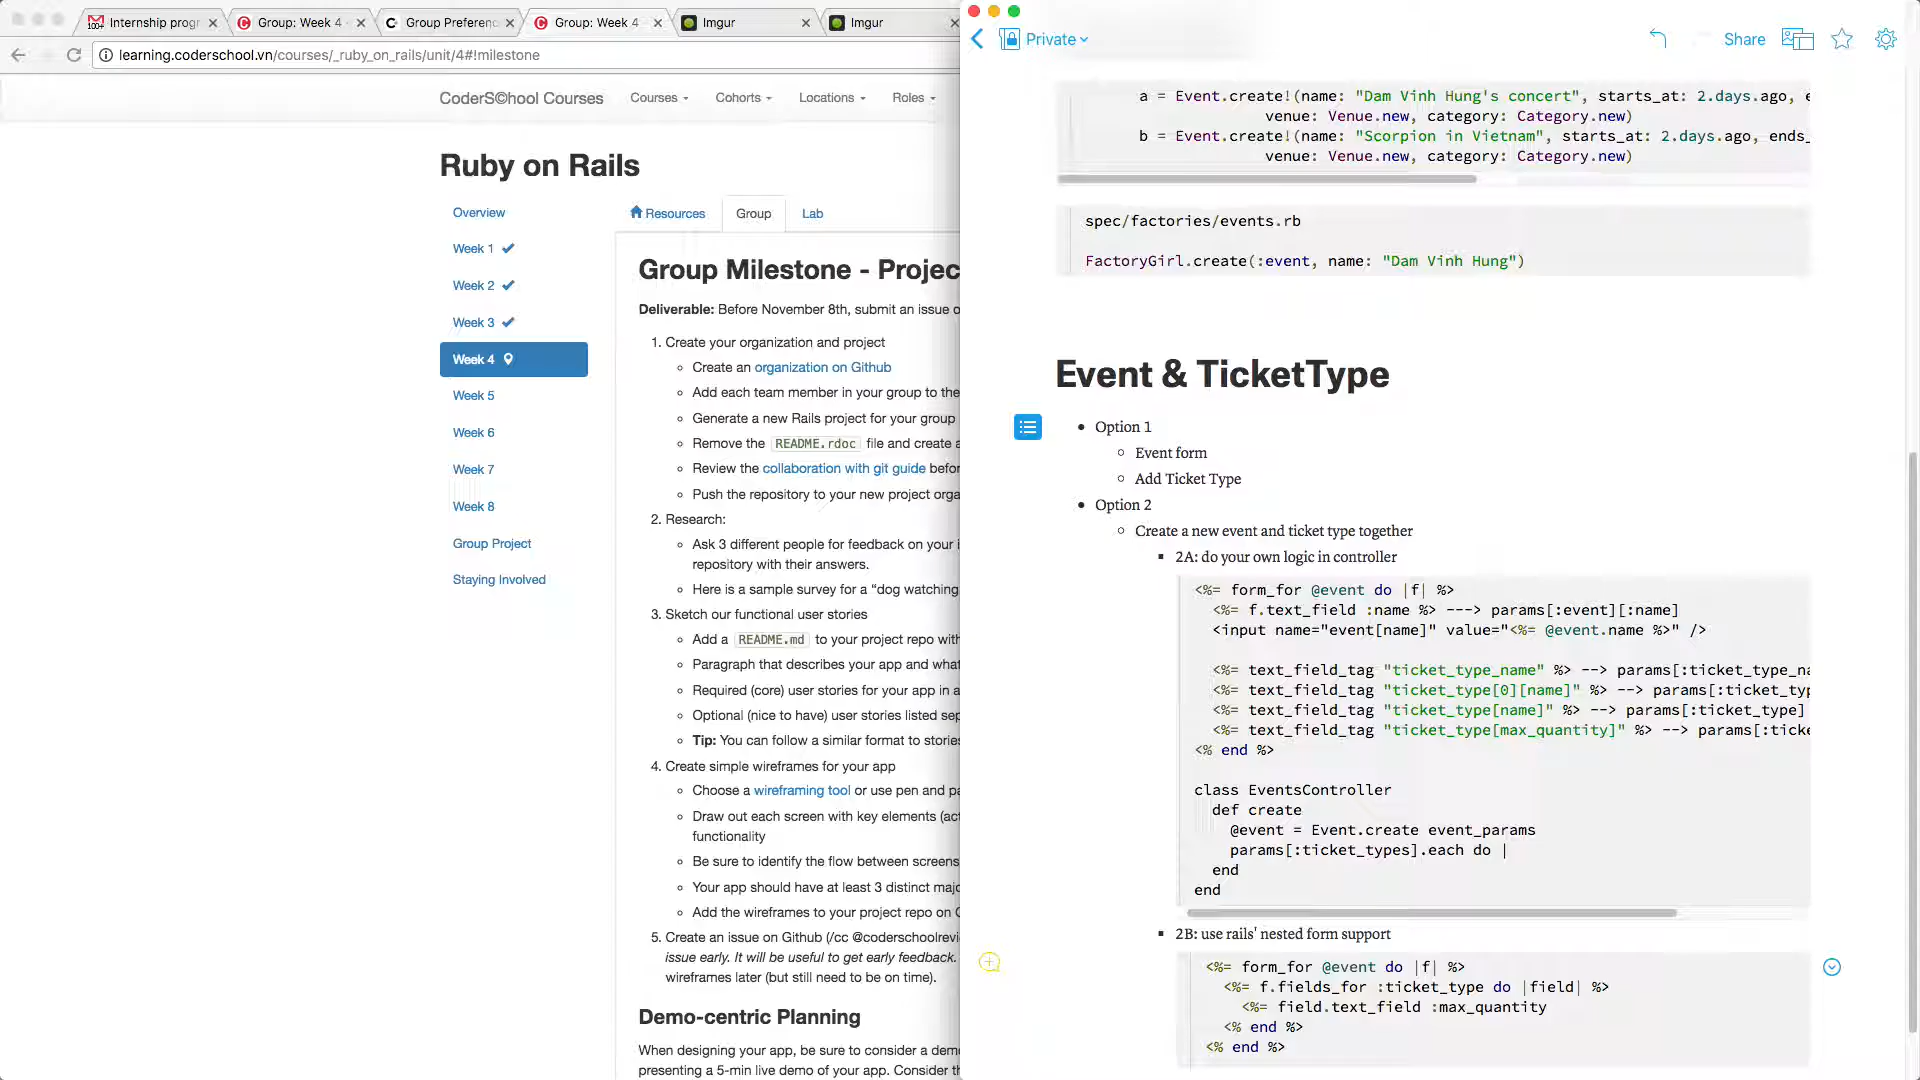 Internship progr
Group: Week 4
Group Preferenc
Group: Week 4
Imgur
Imgur
learning.coderschool.vn/courses/_ruby_on_rails/unit/4#!milestone
CoderS©hool Courses
Courses
Cohorts
Locations
Roles
Ruby on Rails
Overview
Week 1
Week 2
Week 3
Week 4
Week 5
Week 6
Week 7
Week 8
Group Project
Staying Involved
Resources
Group
Lab
Group Milestone - Projec
Deliverable: Before November 8th, submit an issue o
1. Create your organization and project
Create an organization on Github
Add each team member in your group to the
Generate a new Rails project for your group
Remove the README.rdoc file and create a
Review the collaboration with git guide befor
Push the repository to your new project orga
2. Research:
Ask 3 different people for feedback on your i
repository with their answers.
Here is a sample survey for a “dog watching
3. Sketch our functional user stories
Add a README.md to your project repo with
Paragraph that describes your app and what
Required (core) user stories for your app in a
Optional (nice to have) user stories listed sep
Tip: You can follow a similar format to stories
4. Create simple wireframes for your app
Choose a wireframing tool or use pen and pa
Draw out each screen with key elements (act
functionality
Be sure to identify the flow between screens
Your app should have at least 3 distinct majo
Add the wireframes to your project repo on G
5. Create an issue on Github (/cc @coderschoolrevi
issue early. It will be useful to get early feedback.
wireframes later (but still need to be on time).
Demo-centric Planning
When designing your app, be sure to consider a demo
presenting a 5-min live demo of your app. Consider th
Private
Share
a = Event.create!(name: "Dam Vinh Hung's concert", starts_at: 2.days.ago, e
venue: Venue.new, category: Category.new)
b = Event.create!(name: "Scorpion in Vietnam", starts_at: 2.days.ago, ends_
venue: Venue.new, category: Category.new)
spec/factories/events.rb
FactoryGirl.create(:event, name: "Dam Vinh Hung")
Event & TicketType
Option 1
Event form
Add Ticket Type
Option 2
Create a new event and ticket type together
2A: do your own logic in controller
<%= form_for @event do |f| %>
<%= f.text_field :name %> ---> params[:event][:name]
<input name="event[name]" value="<%= @event.name %>" />
<%= text_field_tag "ticket_type_name" %> --> params[:ticket_type_na
<%= text_field_tag "ticket_type[0][name]" %> --> params[:ticket_typ
<%= text_field_tag "ticket_type[name]" %> --> params[:ticket_type]
<%= text_field_tag "ticket_type[max_quantity]" %> --> params[:ticke
<% end %>
class EventsController
def create
@event = Event.create event_params
params[:ticket_types].each do |
end
end
2B: use rails' nested form support
<%= form_for @event do |f| %>
<%= f.fields_for :ticket_type do |field| %>
<%= field.text_field :max_quantity
<% end %>
<% end %>